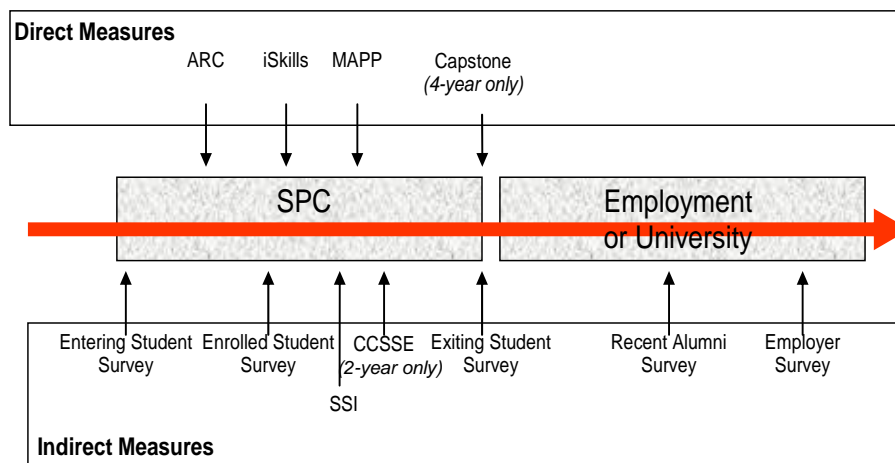 Direct Measures
ARC
iSkills
MAPP
Capstone
(4-year only)
SPC
Employment
or University
Entering Student
Survey
Enrolled Student
Survey
SSI
CCSSE
(2-year only)
Exiting Student
Survey
Recent Alumni
Survey
Employer
Survey
Indirect Measures